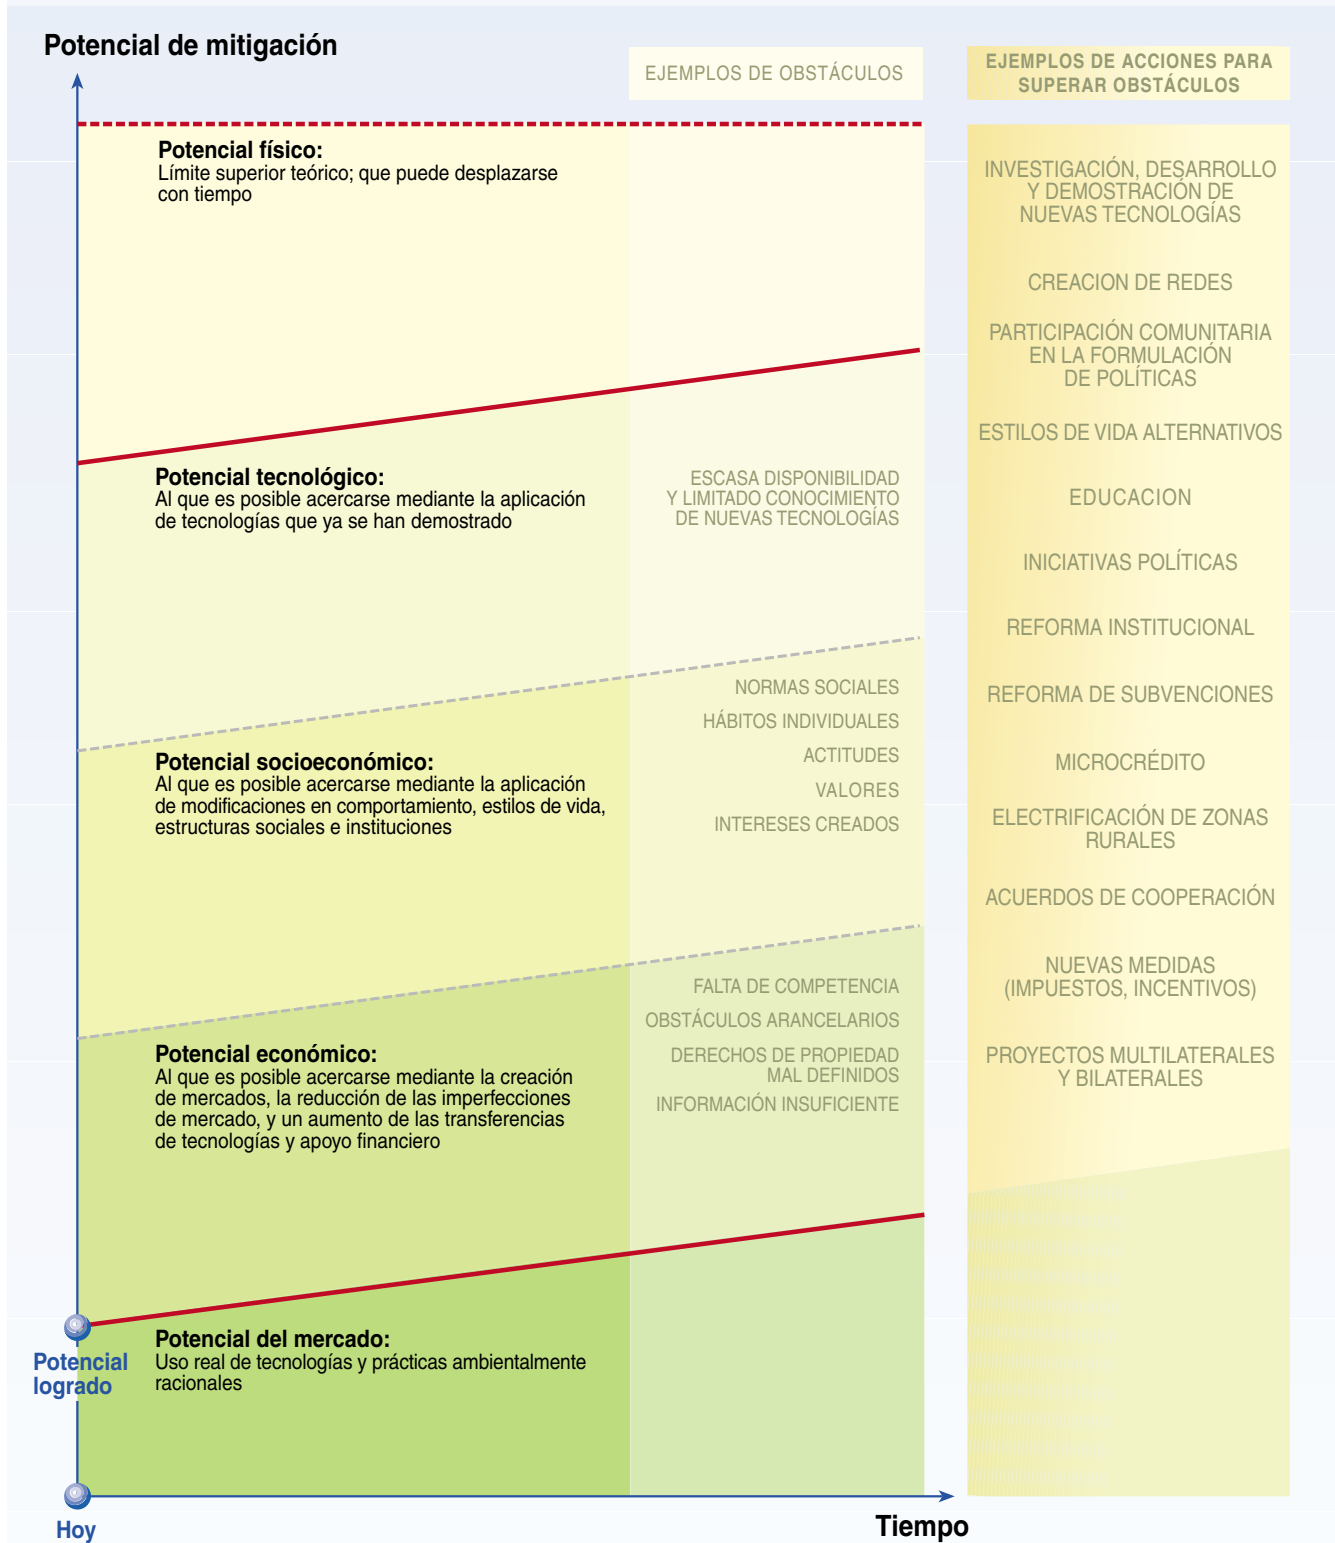 Potencial de mitigación
EJEMPLOS DE OBSTÁCULOS
EJEMPLOS DE ACCIONES PARA
SUPERAR OBSTÁCULOS
Potencial físico:
Límite superior teórico; que puede desplazarse
con tiempo
Potencial tecnológico:
Al que es posible acercarse mediante la aplicación
de tecnologías que ya se han demostrado
ESCASA DISPONIBILIDAD
Y LIMITADO CONOCIMIENTO
DE NUEVAS TECNOLOGÍAS
Potencial socioeconómico:
Al que es posible acercarse mediante la aplicación
de modificaciones en comportamiento, estilos de vida,
estructuras sociales e instituciones
NORMAS SOCIALES
HÁBITOS INDIVIDUALES
ACTITUDES
VALORES
INTERESES CREADOS
Potencial económico:
Al que es posible acercarse mediante la creación
de mercados, la reducción de las imperfecciones
de mercado, y un aumento de las transferencias
de tecnologías y apoyo financiero
FALTA DE COMPETENCIA
OBSTÁCULOS ARANCELARIOS
DERECHOS DE PROPIEDAD
MAL DEFINIDOS
INFORMACIÓN INSUFICIENTE
Potencial del mercado:
Uso real de tecnologías y prácticas ambientalmente
racionales
Potencial
logrado
Hoy
Tiempo
INVESTIGACIÓN, DESARROLLO
Y DEMOSTRACIÓN DE
NUEVAS TECNOLOGÍAS
CREACION DE REDES
PARTICIPACIÓN COMUNITARIA
EN LA FORMULACIÓN
DE POLÍTICAS
ESTILOS DE VIDA ALTERNATIVOS
EDUCACION
INICIATIVAS POLÍTICAS
REFORMA INSTITUCIONAL
REFORMA DE SUBVENCIONES
MICROCRÉDITO
ELECTRIFICACIÓN DE ZONAS
RURALES
ACUERDOS DE COOPERACIÓN
NUEVAS MEDIDAS
(IMPUESTOS, INCENTIVOS)
PROYECTOS MULTILATERALES
Y BILATERALES